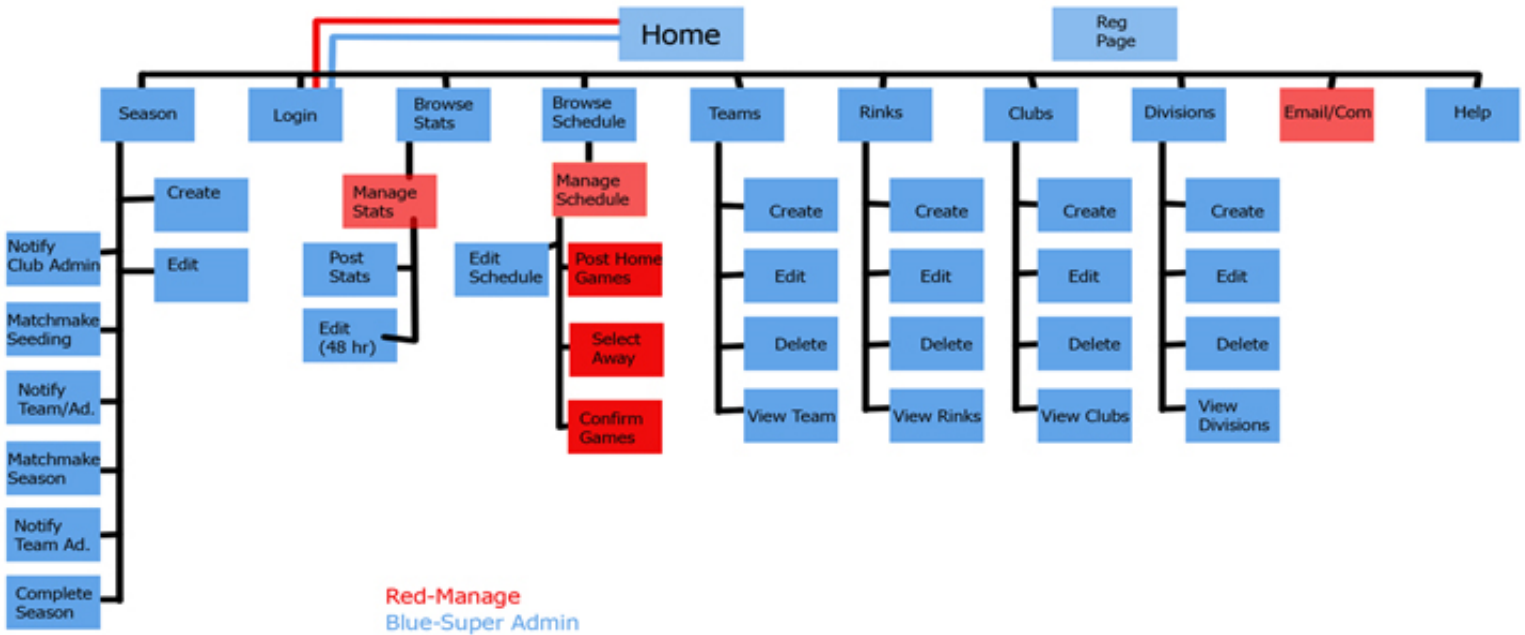 Home
Reg
Page
Season
Login
Browse
Stats
Browse
Schedule
Teams
Rinks
Clubs
Divisions
Email/Com
Help
Create
Edit
Notify
Club Admin
Matchmake
Seeding
Notify
Team/Ad.
Matchmake
Season
Notify
Team Ad.
Complete
Season
Manage
Stats
Post
Stats
Edit
(48 hr)
Manage
Schedule
Edit
Schedule
Post Home
Games
Select
Away
Confirm
Games
Create
Edit
Delete
View Team
Create
Edit
Delete
View Rinks
Create
Edit
Delete
View Clubs
Create
Edit
Delete
View
Divisions
Red-Manage
Blue-Super Admin